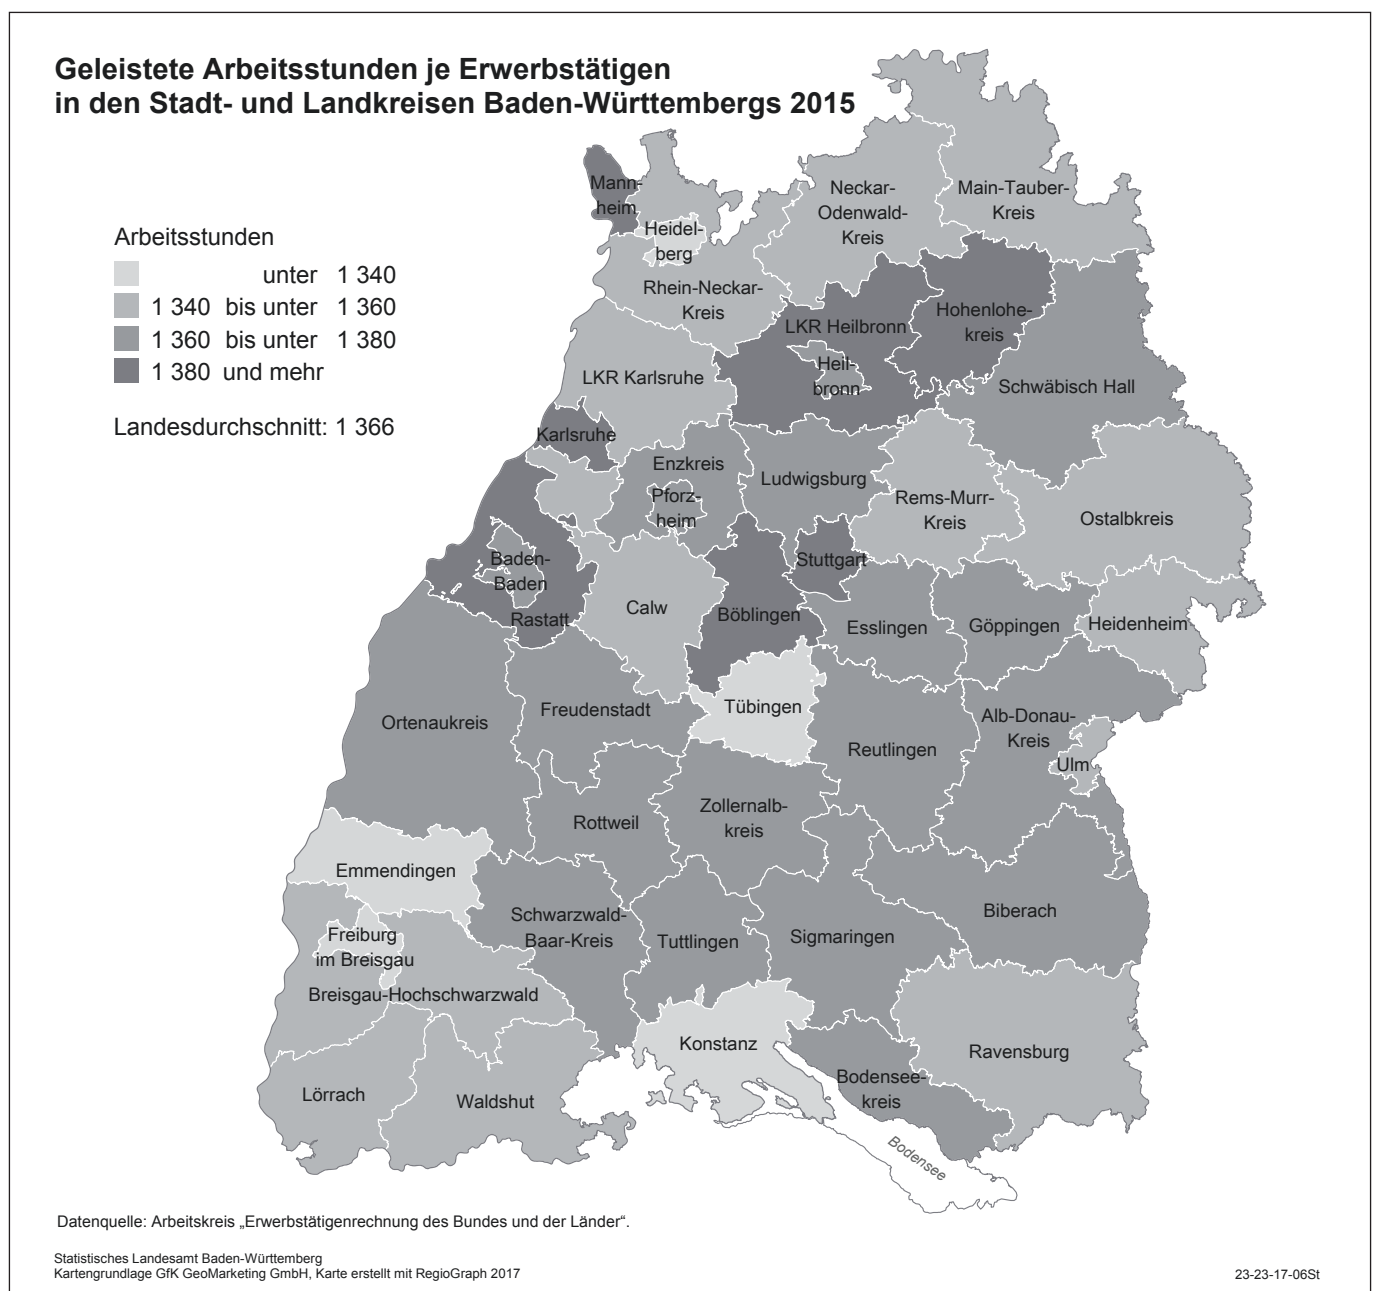 Geleistete Arbeitsstunden je Erwerbstätigen
in den Stadt- und Landkreisen Baden-Württembergs 2015
Arbeitsstunden
unter 1 340
1 340 bis unter 1 360
1 360 bis unter 1 380
1 380 und mehr
Landesdurchschnitt: 1 366
Mann-
heim
Heidel-
berg
Neckar-
Odenwald-
Kreis
Main-Tauber-
Kreis
Rhein-Neckar-
Kreis
LKR Heilbronn
Hohenlohe-
kreis
Heil-
bronn
LKR Karlsruhe
Schwäbisch Hall
Karlsruhe
Enzkreis
Pforz-
heim
Ludwigsburg
Rems-Murr-
Kreis
Ostalbkreis
Baden-
Baden
Rastatt
Calw
Böblingen
Stuttgart
Esslingen
Göppingen
Heidenheim
Ortenaukreis
Freudenstadt
Tübingen
Reutlingen
Alb-Donau-
Kreis
Ulm
Rottweil
Zollernalb-
kreis
Emmendingen
Freiburg
im Breisgau
Schwarzwald-
Baar-Kreis
Tuttlingen
Sigmaringen
Biberach
Breisgau-Hochschwarzwald
Konstanz
Ravensburg
Bodensee-
kreis
Lörrach
Waldshut
Bodensee
Datenquelle: Arbeitskreis „Erwerbstätigenrechnung des Bundes und der Länder“.
Statistisches Landesamt Baden-Württemberg
Kartengrundlage GfK GeoMarketing GmbH, Karte erstellt mit RegioGraph 2017
23-23-17-06St